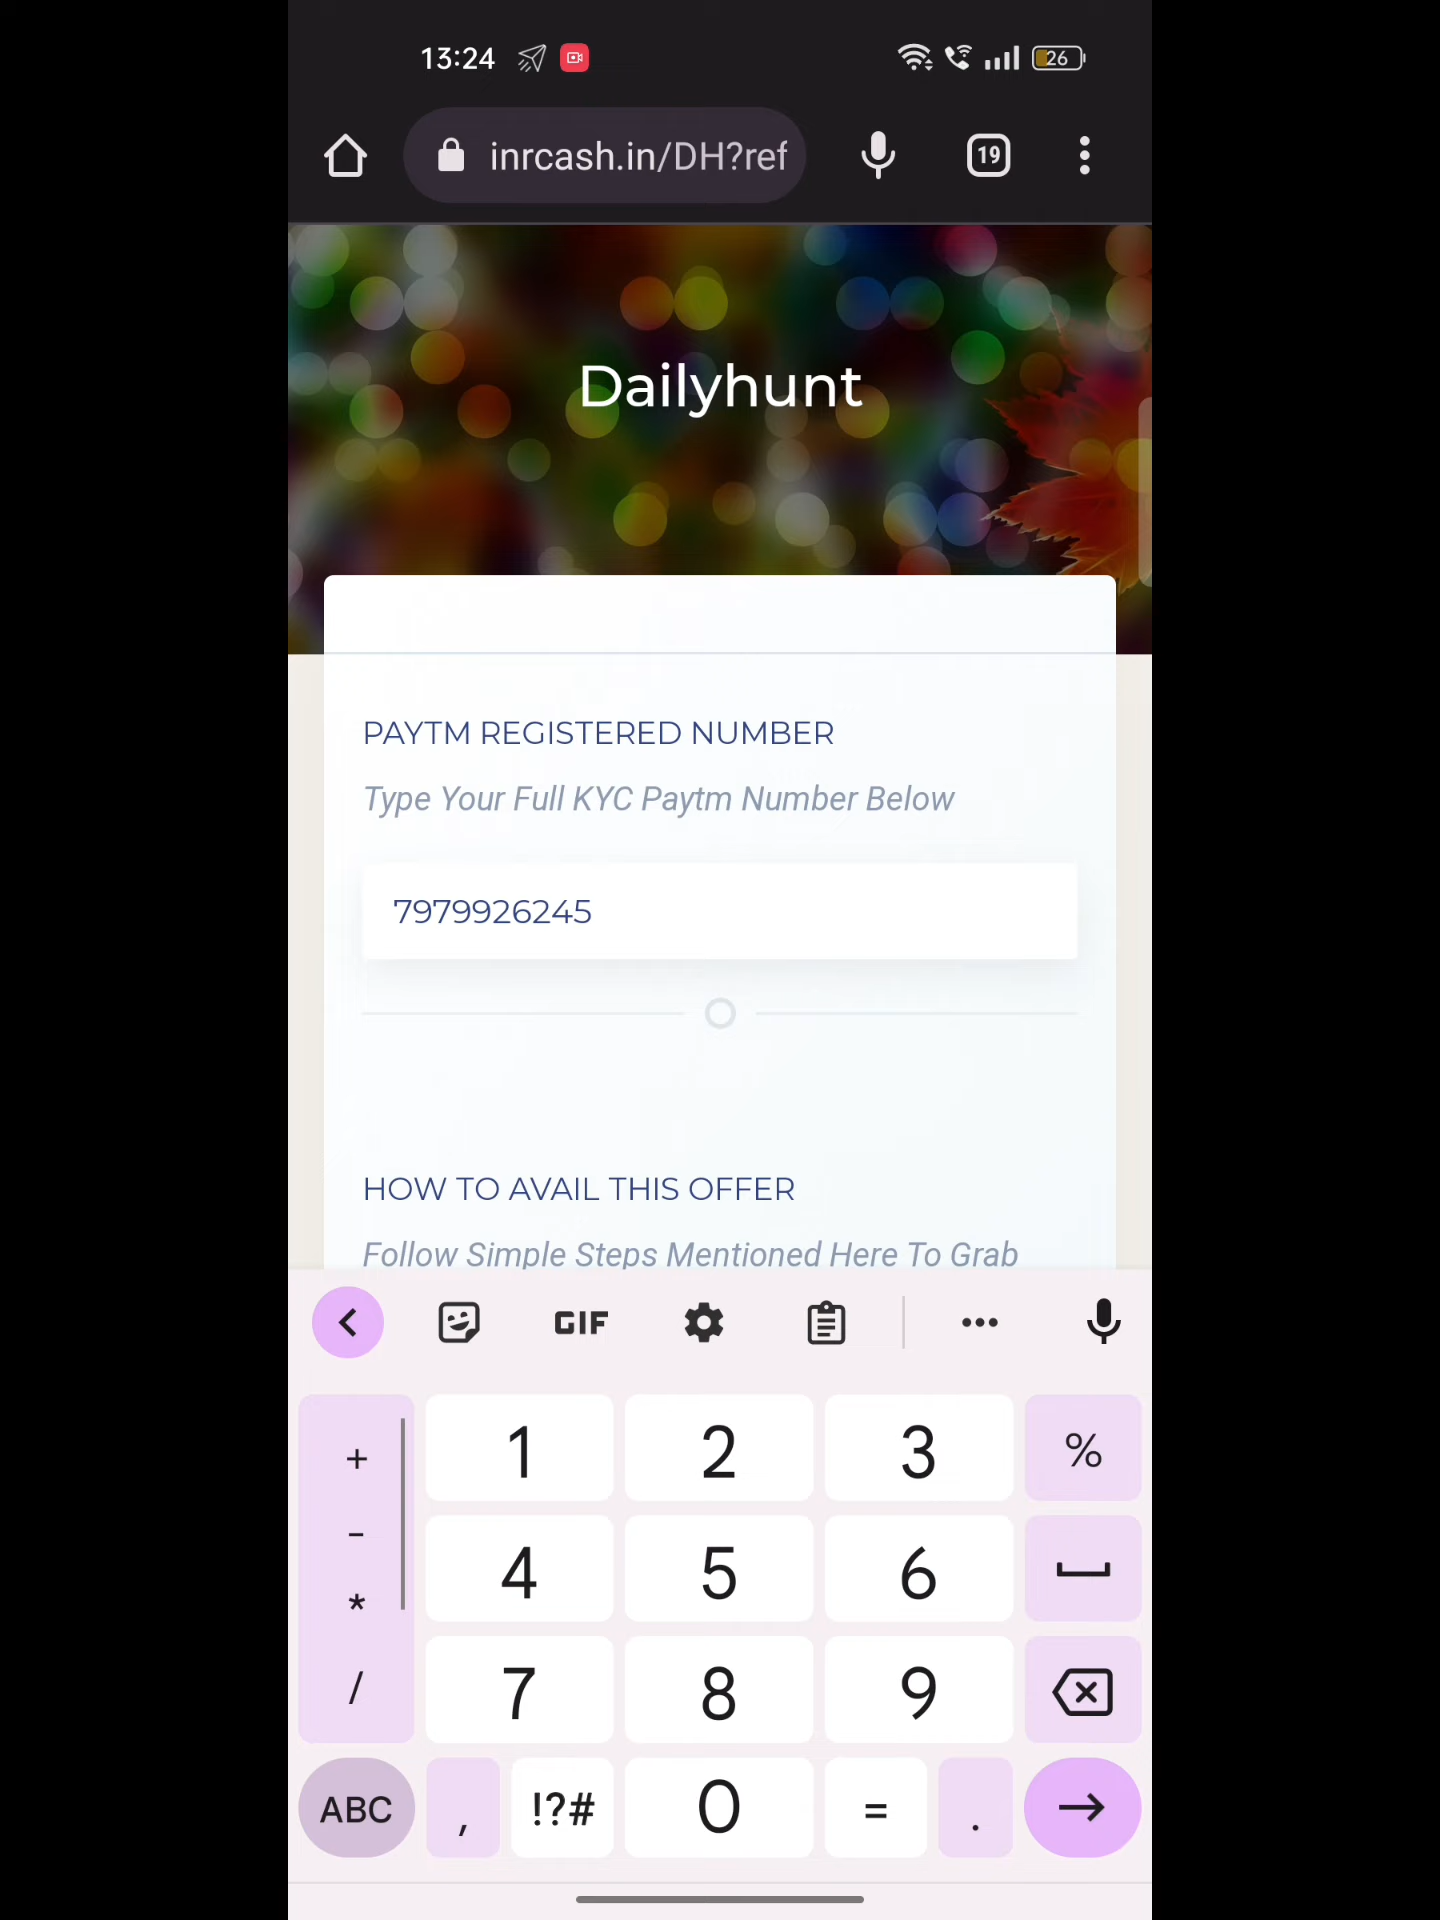 13:24
26
inrcash.in/DH?ref
19
Dailyhunt
PAYTM REGISTERED NUMBER
Type Your Full KYC Paytm Number Below
7979926245
HOW TO AVAIL THIS OFFER
Follow Simple Steps Mentioned Here To Grab
GIF
+ 1 2 3 %
- 4 5 6
*
/ 7 8 9
ABC , !?# 0 = .